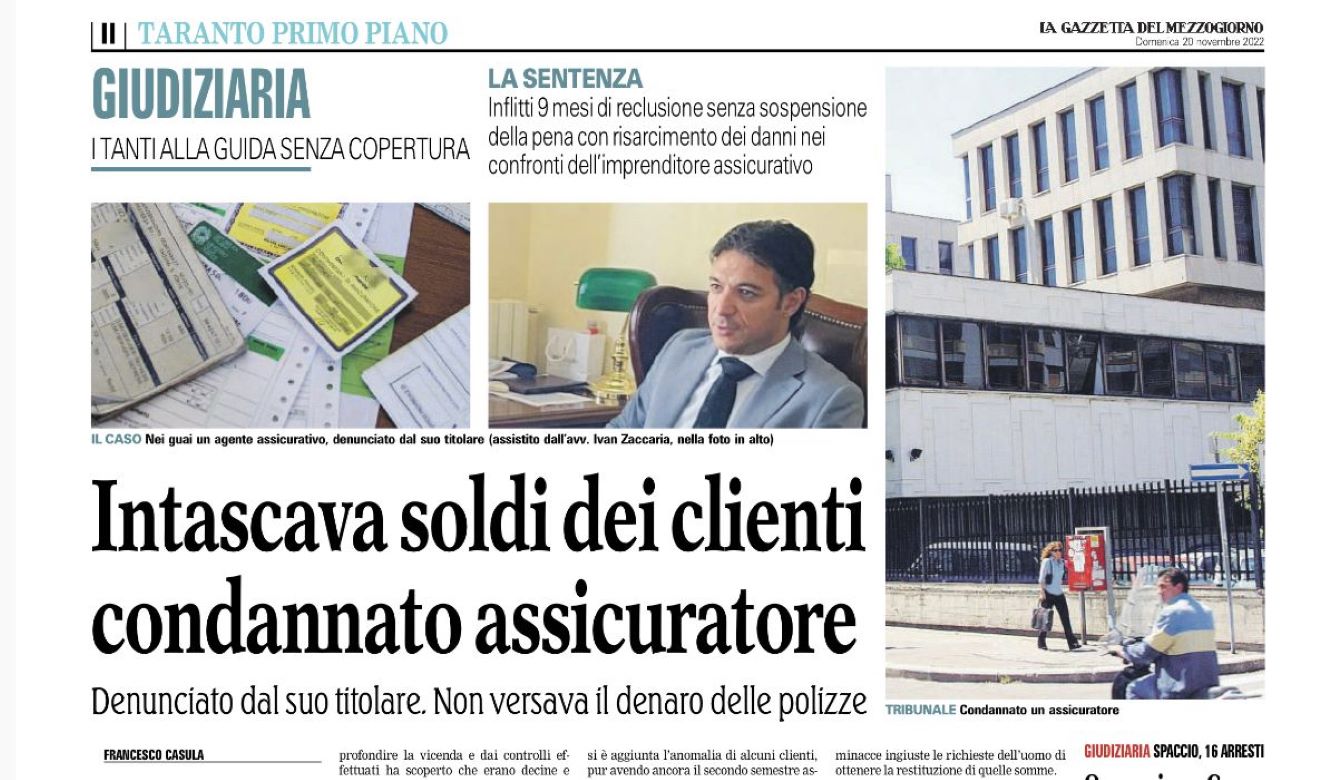 II TARANTO PRIMO PIANO
LA GAZZETTA DEL MEZZOGIORNO
Domenica 20 novembre 2022
GIUDIZIARIA
I TANTI ALLA GUIDA SENZA COPERTURA
LA SENTENZA
Inflitti 9 mesi di reclusione senza sospensione
della pena con risarcimento dei danni nei
confronti dell'imprenditore assicurativo
IL CASO Nei guai un agente assicurativo, denunciato dal suo titolare (assistito dall'avv. Ivan Zaccaria, nella foto in alto)
Intascava soldi dei clienti
condannato assicuratore
Denunciato dal suo titolare. Non versava il denaro delle polizze
TRIBUNALE Condannato un assicuratore
FRANCESCO CASULA
profondire la vicenda e dai controlli ef-
fettuati ha scoperto che erano decine e
si è aggiunta l'anomalia di alcuni clienti,
pur avendo ancora il secondo semestre as-
minacce ingiuste le richieste dell'uomo di
ottenere la restituzione di quelle somme.
GIUDIZIARIA SPACCIO, 16 ARRESTI